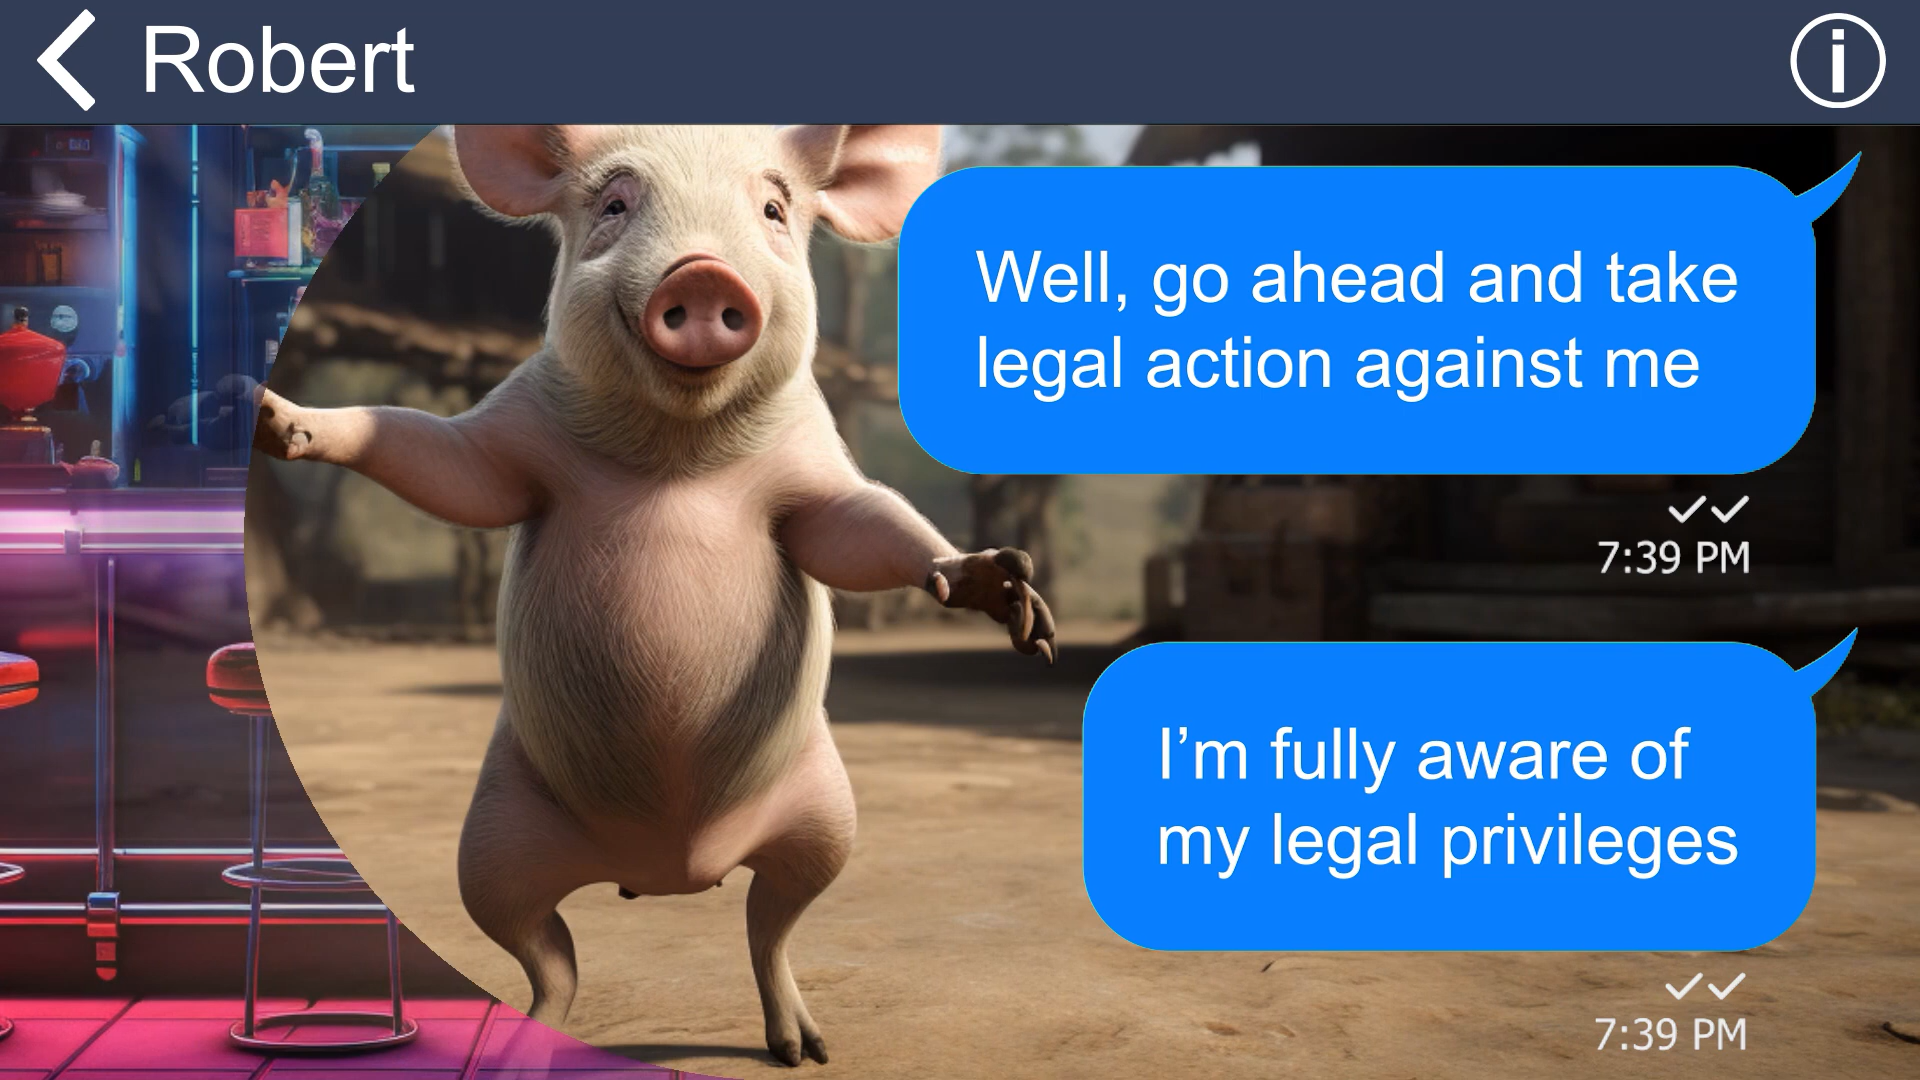 Robert
Well, go ahead and take
legal action against me
7:39 PM
I’m fully aware of
my legal privileges
7:39 PM